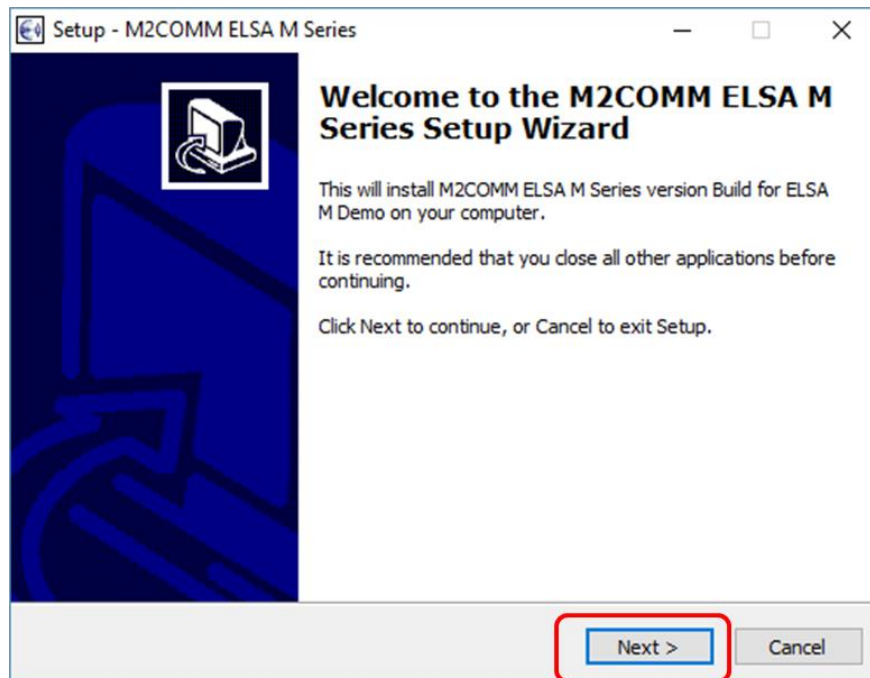 Setup - M2COMM ELSA M Series
Welcome to the M2COMM ELSA M
Series Setup Wizard
This will install M2COMM ELSA M Series version Build for ELSA
M Demo on your computer.
It is recommended that you close all other applications before
continuing.
Click Next to continue, or Cancel to exit Setup.
Next >
Cancel